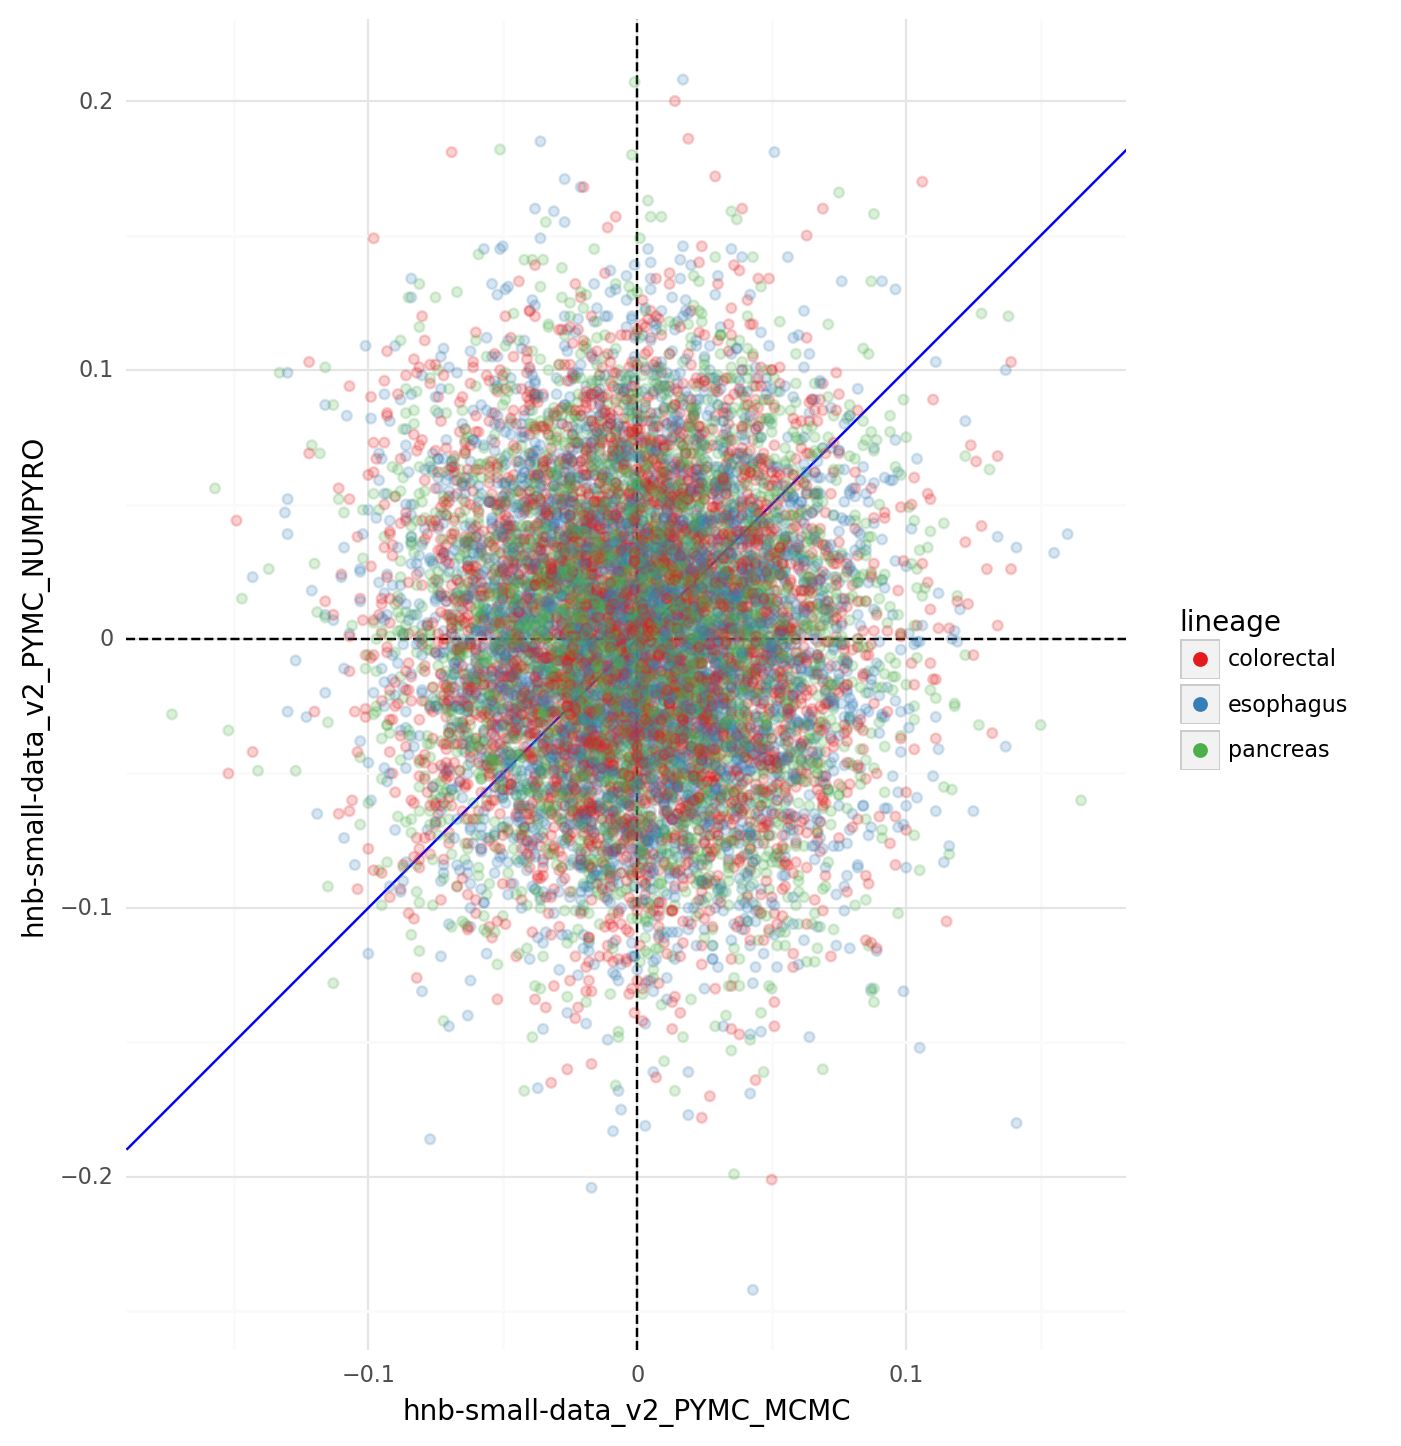 0.2
0.1
0
−0.1
−0.2
hnb-small-data_v2_PYMC_NUMPYRO
−0.1
0
0.1
hnb-small-data_v2_PYMC_MCMC
lineage
colorectal
esophagus
pancreas